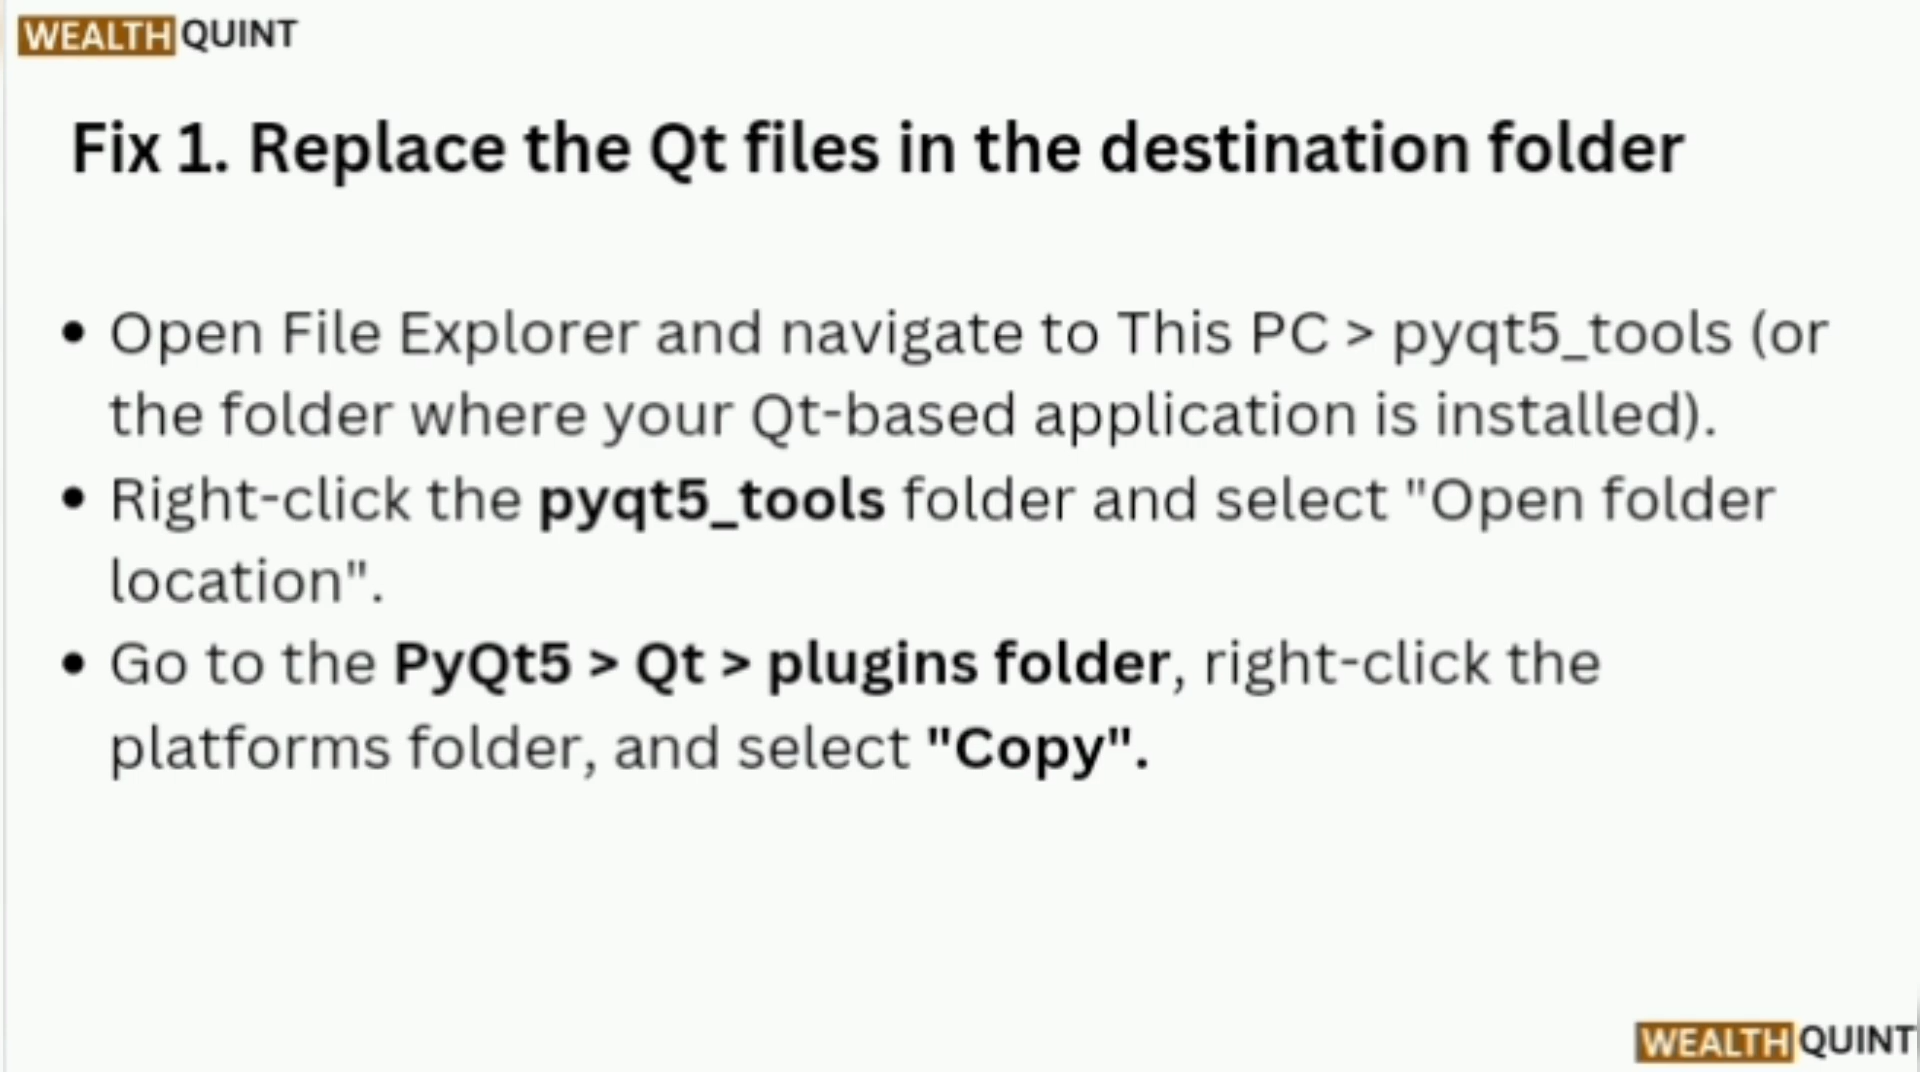 WEALTH QUINT
Fix 1. Replace the Qt files in the destination folder
• Open File Explorer and navigate to This PC > pyqt5_tools (or
the folder where your Qt-based application is installed).
• Right-click the pyqt5_tools folder and select "Open folder
location".
• Go to the PyQt5 > Qt > plugins folder, right-click the
platforms folder, and select "Copy".
WEALTH QUINT